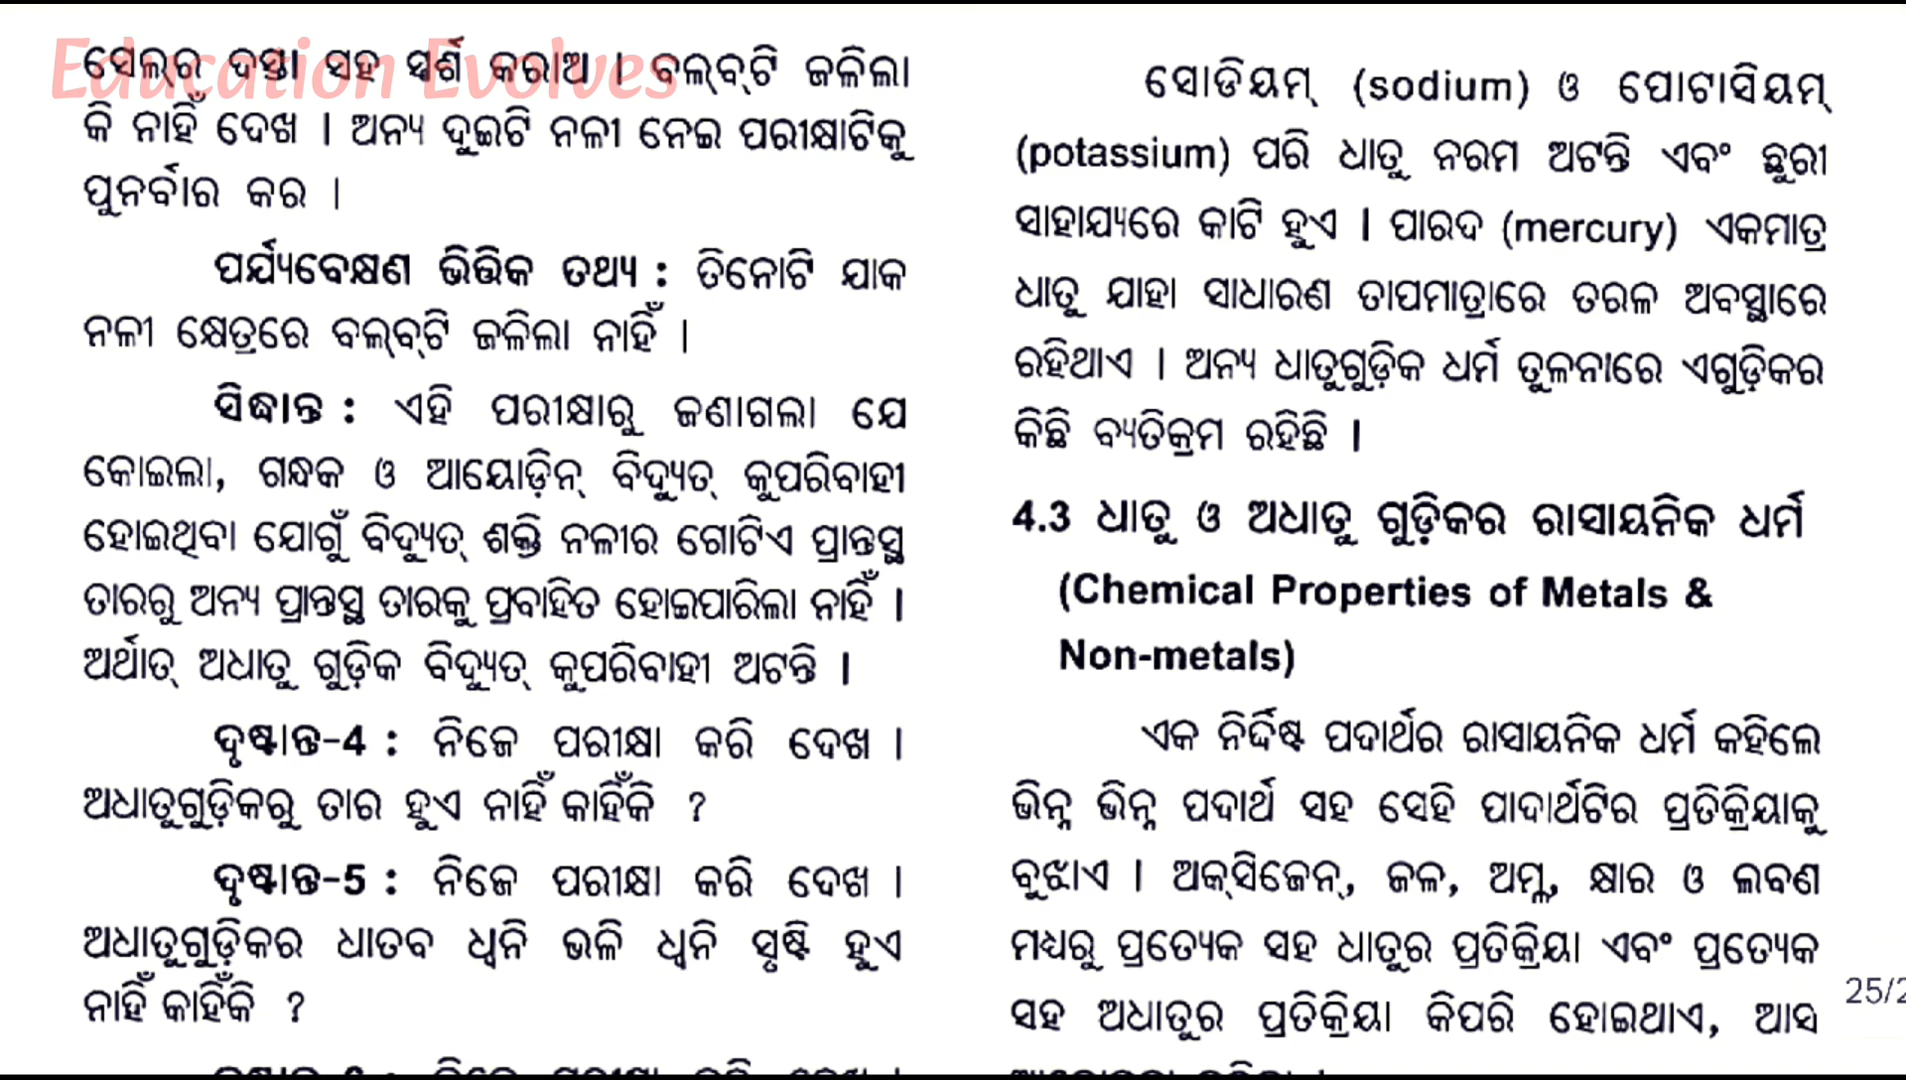 Education Evolves
ସେଲ୍‌ର ଦସ୍ତା ସହ ସ୍ପର୍ଶ କରାଅ । ବଲ୍‌ବ୍‌ଟି ଜଳିଲା
କି ନାହିଁ ଦେଖ । ଅନ୍ୟ ଦୁଇଟି ନଳୀ ନେଇ ପରୀକ୍ଷାଟିକୁ
ପୁନର୍ବାର କର ।
ପର୍ଯ୍ୟବେକ୍ଷଣ ଭିତ୍ତିକ ତଥ୍ୟ : ତିନୋଟି ଯାକ
ନଳୀ କ୍ଷେତ୍ରରେ ବଲ୍‌ବ୍‌ଟି ଜଳିଲା ନାହିଁ ।
ସିଦ୍ଧାନ୍ତ : ଏହି ପରୀକ୍ଷାରୁ ଜଣାଗଲା ଯେ
କୋଇଲା, ଗନ୍ଧକ ଓ ଆୟୋଡ଼ିନ୍ ବିଦ୍ୟୁତ୍ କୁପରିବାହୀ
ହୋଇଥିବା ଯୋଗୁଁ ବିଦ୍ୟୁତ୍ ଶକ୍ତି ନଳୀର ଗୋଟିଏ ପ୍ରାନ୍ତସ୍ଥ
ତାରରୁ ଅନ୍ୟ ପ୍ରାନ୍ତସ୍ଥ ତାରକୁ ପ୍ରବାହିତ ହୋଇପାରିଲା ନାହିଁ ।
ଅର୍ଥାତ୍ ଅଧାତୁ ଗୁଡ଼ିକ ବିଦ୍ୟୁତ୍ କୁପରିବାହୀ ଅଟନ୍ତି ।
ଦୃଷ୍ଟାନ୍ତ-4 : ନିଜେ ପରୀକ୍ଷା କରି ଦେଖ ।
ଅଧାତୁଗୁଡ଼ିକରୁ ତାର ହୁଏ ନାହିଁ କାହିଁକି ?
ଦୃଷ୍ଟାନ୍ତ-5 : ନିଜେ ପରୀକ୍ଷା କରି ଦେଖ ।
ଅଧାତୁଗୁଡ଼ିକର ଧାତବ ଧ୍ୱନି ଭଳି ଧ୍ୱନି ସୃଷ୍ଟି ହୁଏ
ନାହିଁ କାହିଁକି ?
ସୋଡିୟମ୍ (sodium) ଓ ପୋଟାସିୟମ୍
(potassium) ପରି ଧାତୁ ନରମ ଅଟନ୍ତି ଏବଂ ଛୁରୀ
ସାହାଯ୍ୟରେ କାଟି ହୁଏ । ପାରଦ (mercury) ଏକମାତ୍ର
ଧାତୁ ଯାହା ସାଧାରଣ ତାପମାତ୍ରାରେ ତରଳ ଅବସ୍ଥାରେ
ରହିଥାଏ । ଅନ୍ୟ ଧାତୁଗୁଡ଼ିକ ଧର୍ମ ତୁଳନାରେ ଏଗୁଡ଼ିକର
କିଛି ବ୍ୟତିକ୍ରମ ରହିଛି ।
4.3 ଧାତୁ ଓ ଅଧାତୁ ଗୁଡ଼ିକର ରାସାୟନିକ ଧର୍ମ
(Chemical Properties of Metals &
Non-metals)
ଏକ ନିର୍ଦ୍ଦିଷ୍ଟ ପଦାର୍ଥର ରାସାୟନିକ ଧର୍ମ କହିଲେ
ଭିନ୍ନ ଭିନ୍ନ ପଦାର୍ଥ ସହ ସେହି ପାଦାର୍ଥଟିର ପ୍ରତିକ୍ରିୟାକୁ
ବୁଝାଏ । ଅକ୍‌ସିଜେନ୍, ଜଳ, ଅମ୍ଳ, କ୍ଷାର ଓ ଲବଣ
ମଧ୍ୟରୁ ପ୍ରତ୍ୟେକ ସହ ଧାତୁର ପ୍ରତିକ୍ରିୟା ଏବଂ ପ୍ରତ୍ୟେକ
ସହ ଅଧାତୁର ପ୍ରତିକ୍ରିୟା କିପରି ହୋଇଥାଏ, ଆସ
25/2